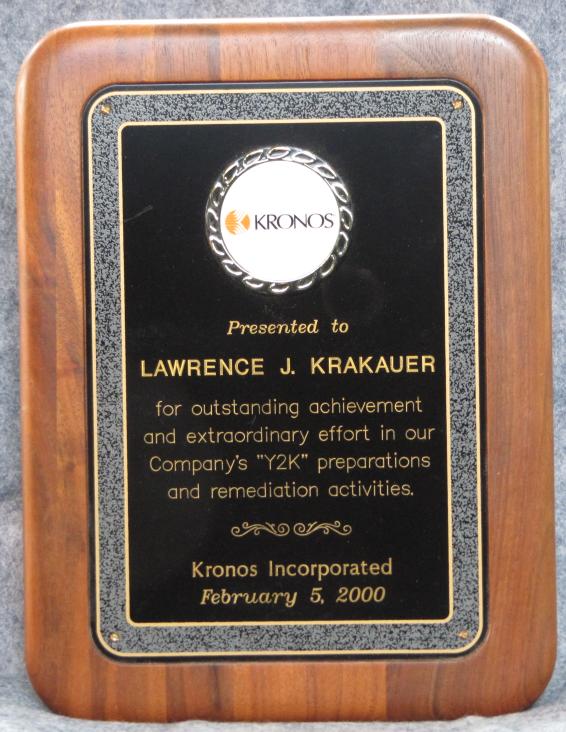 KRONOS
Presented to
LAWRENCE J. KRAKAUER
for outstanding achievement
and extraordinary effort in our
Company's "Y2K" preparations
and remediation activities.
Kronos Incorporated
February 5, 2000